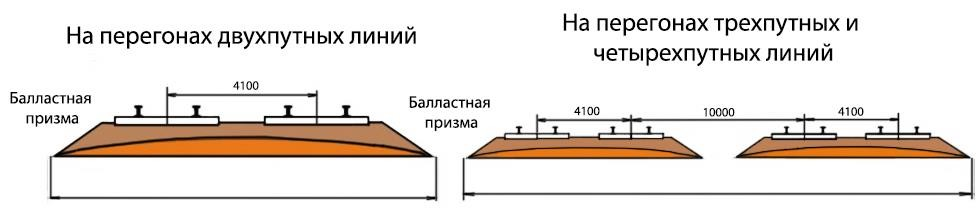 На перегонах двухпутных линий
4100
Балластная
призма
На перегонах трехпутных и
четырехпутных линий
Балластная
призма
4100
10000
4100